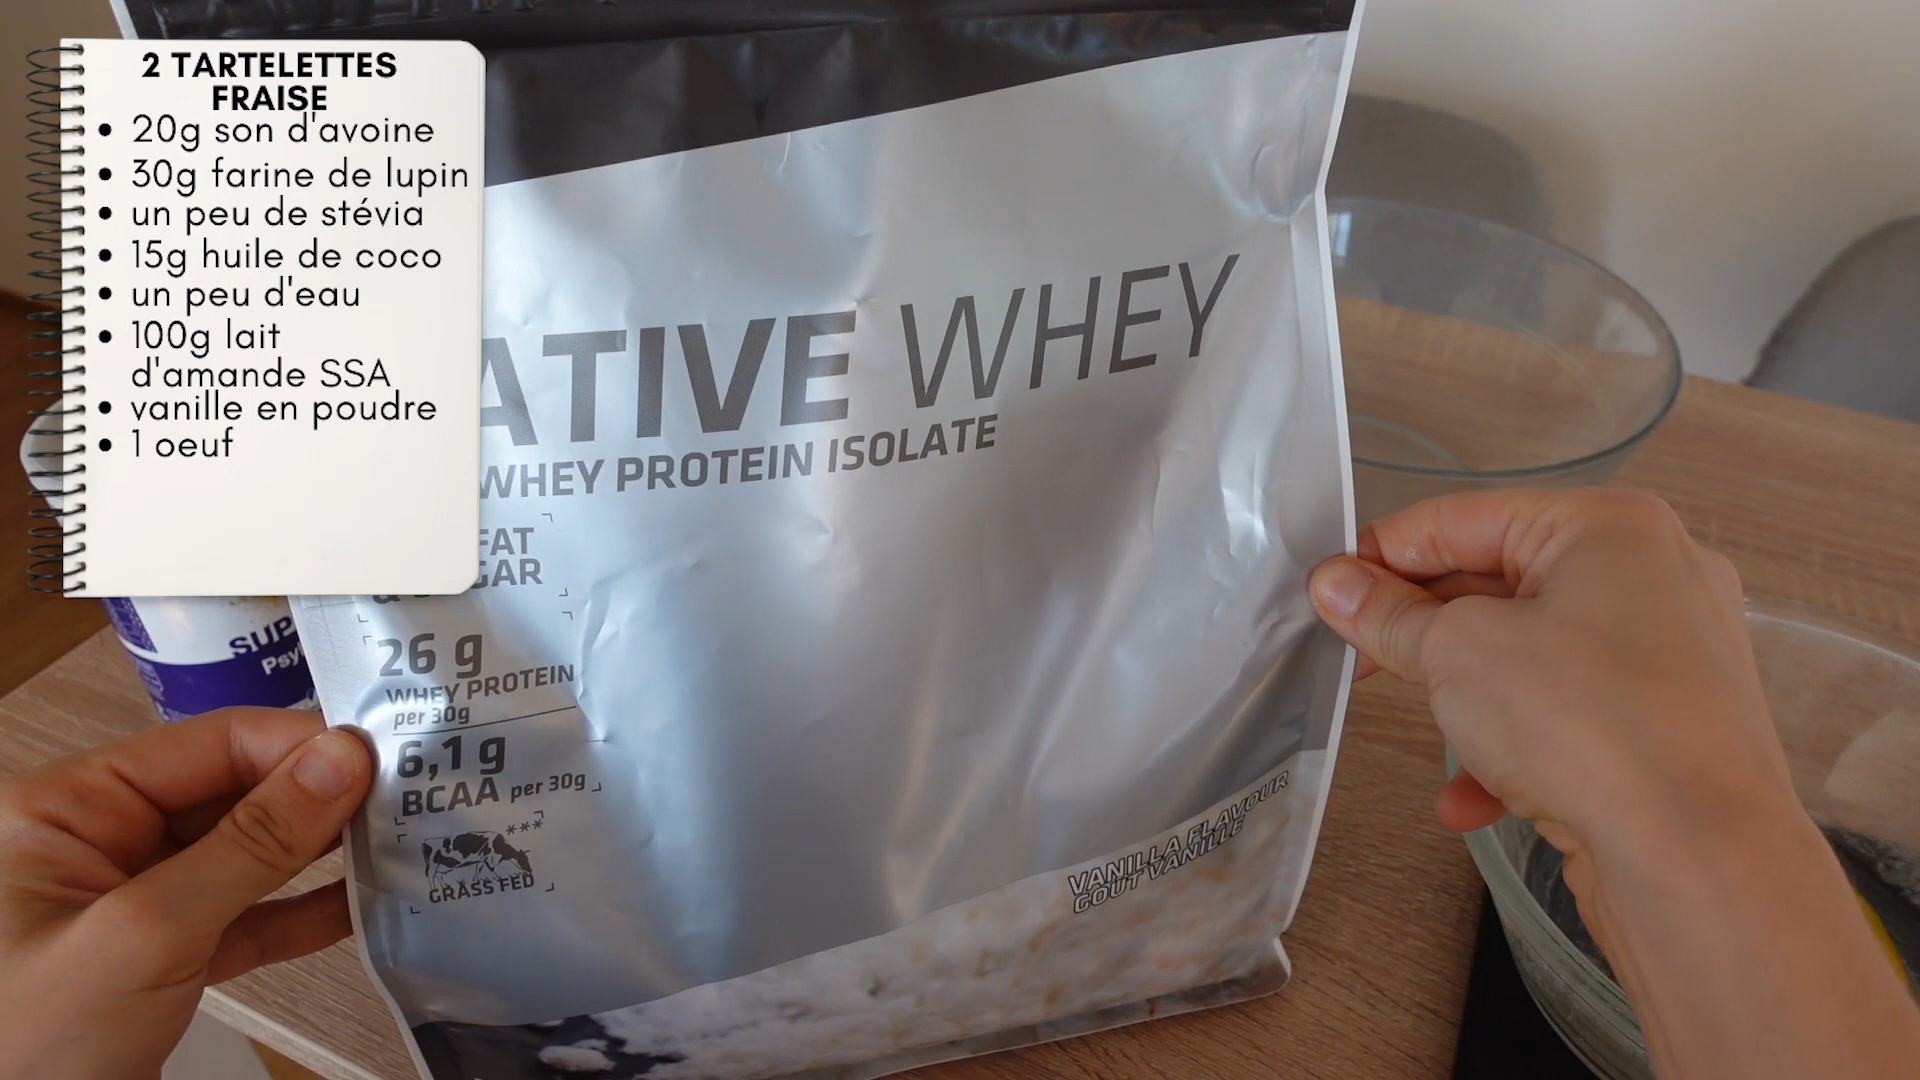 2 TARTELETTES
FRAISE
• 20g son d'avoine
• 30g farine de lupin
• un peu de stévia
• 15g huile de coco
• un peu d'eau
• 100g lait
d'amande SSA
• vanille en poudre
• 1 oeuf
ATIVE WHEY
WHEY PROTEIN ISOLATE
FAT
GAR
26 g
WHEY PROTEIN
per 30g
6,1 g
BCAA per 30g
***
GRASS FED
VANILLA FLAVOUR
GOUT VANILLE
SUP
Psy